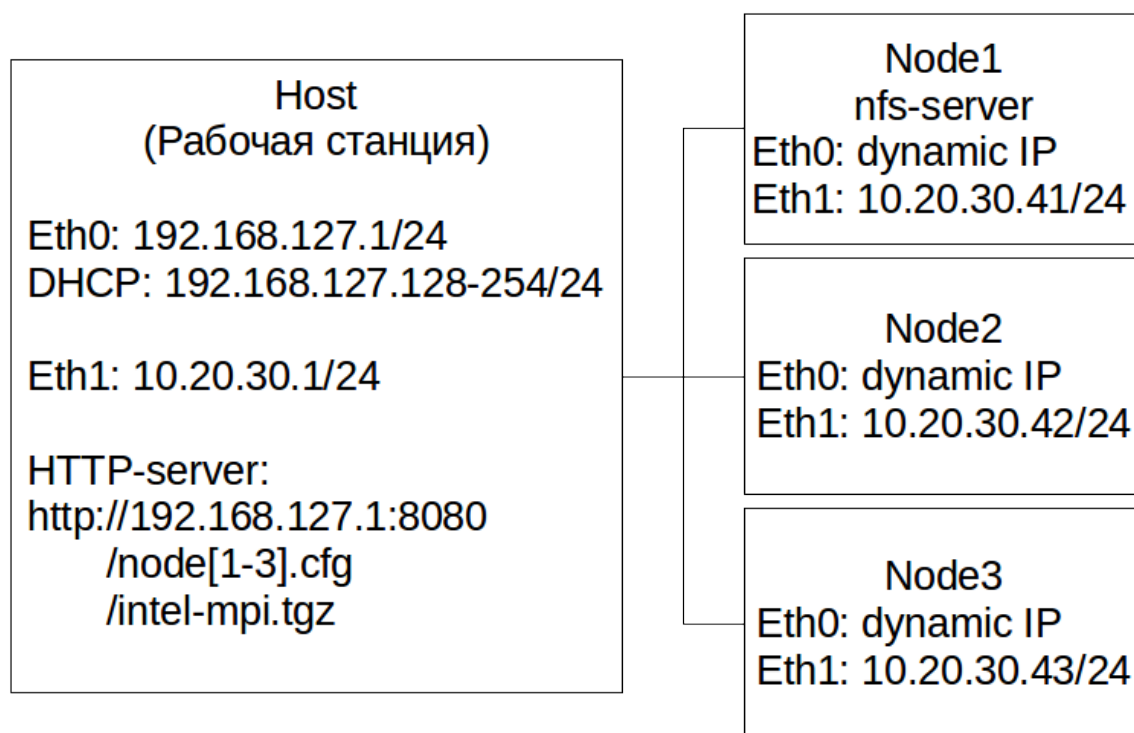 Host
(Рабочая станция)
Eth0: 192.168.127.1/24
DHCP: 192.168.127.128-254/24
Eth1: 10.20.30.1/24
HTTP-server:
http://192.168.127.1:8080
/node[1-3].cfg
/intel-mpi.tgz
Node1
nfs-server
Eth0: dynamic IP
Eth1: 10.20.30.41/24
Node2
Eth0: dynamic IP
Eth1: 10.20.30.42/24
Node3
Eth0: dynamic IP
Eth1: 10.20.30.43/24